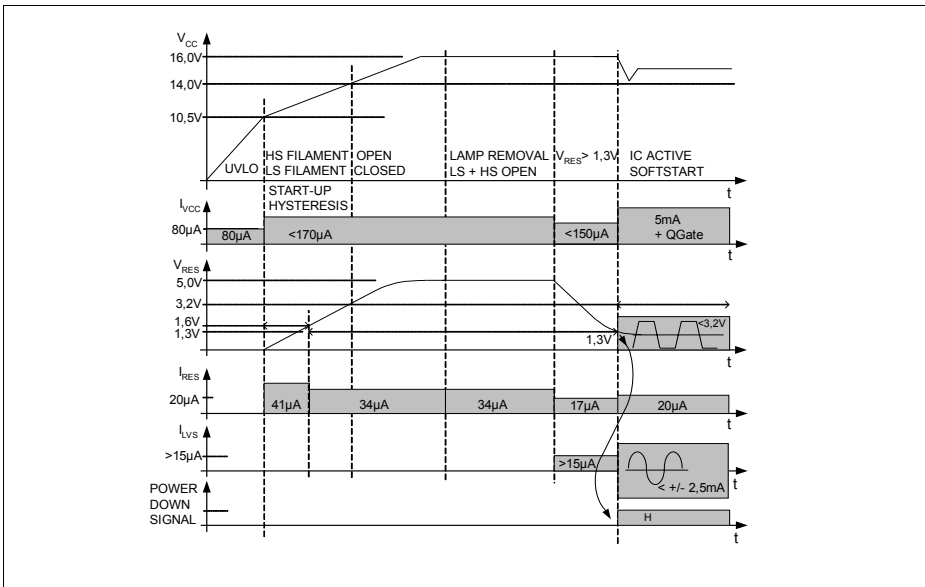 VCC
16,0V
14,0V
10,5V
UVLO
HS FILAMENT OPEN
LS FILAMENT CLOSED
START-UP
HYSTERESIS
LAMP REMOVAL
LS + HS OPEN
VRES> 1,3V
IC ACTIVE
SOFTSTART
t
IVCC
80µA
80µA
<170µA
<150µA
5mA
+ QGate
t
VRES
5,0V
3,2V
1,6V
1,3V
1,3V
<3,2V
t
IRES
20µA
41µA
34µA
34µA
17µA
20µA
t
ILVS
>15µA
>15µA
< +/- 2,5mA
t
POWER
DOWN
SIGNAL
H
t